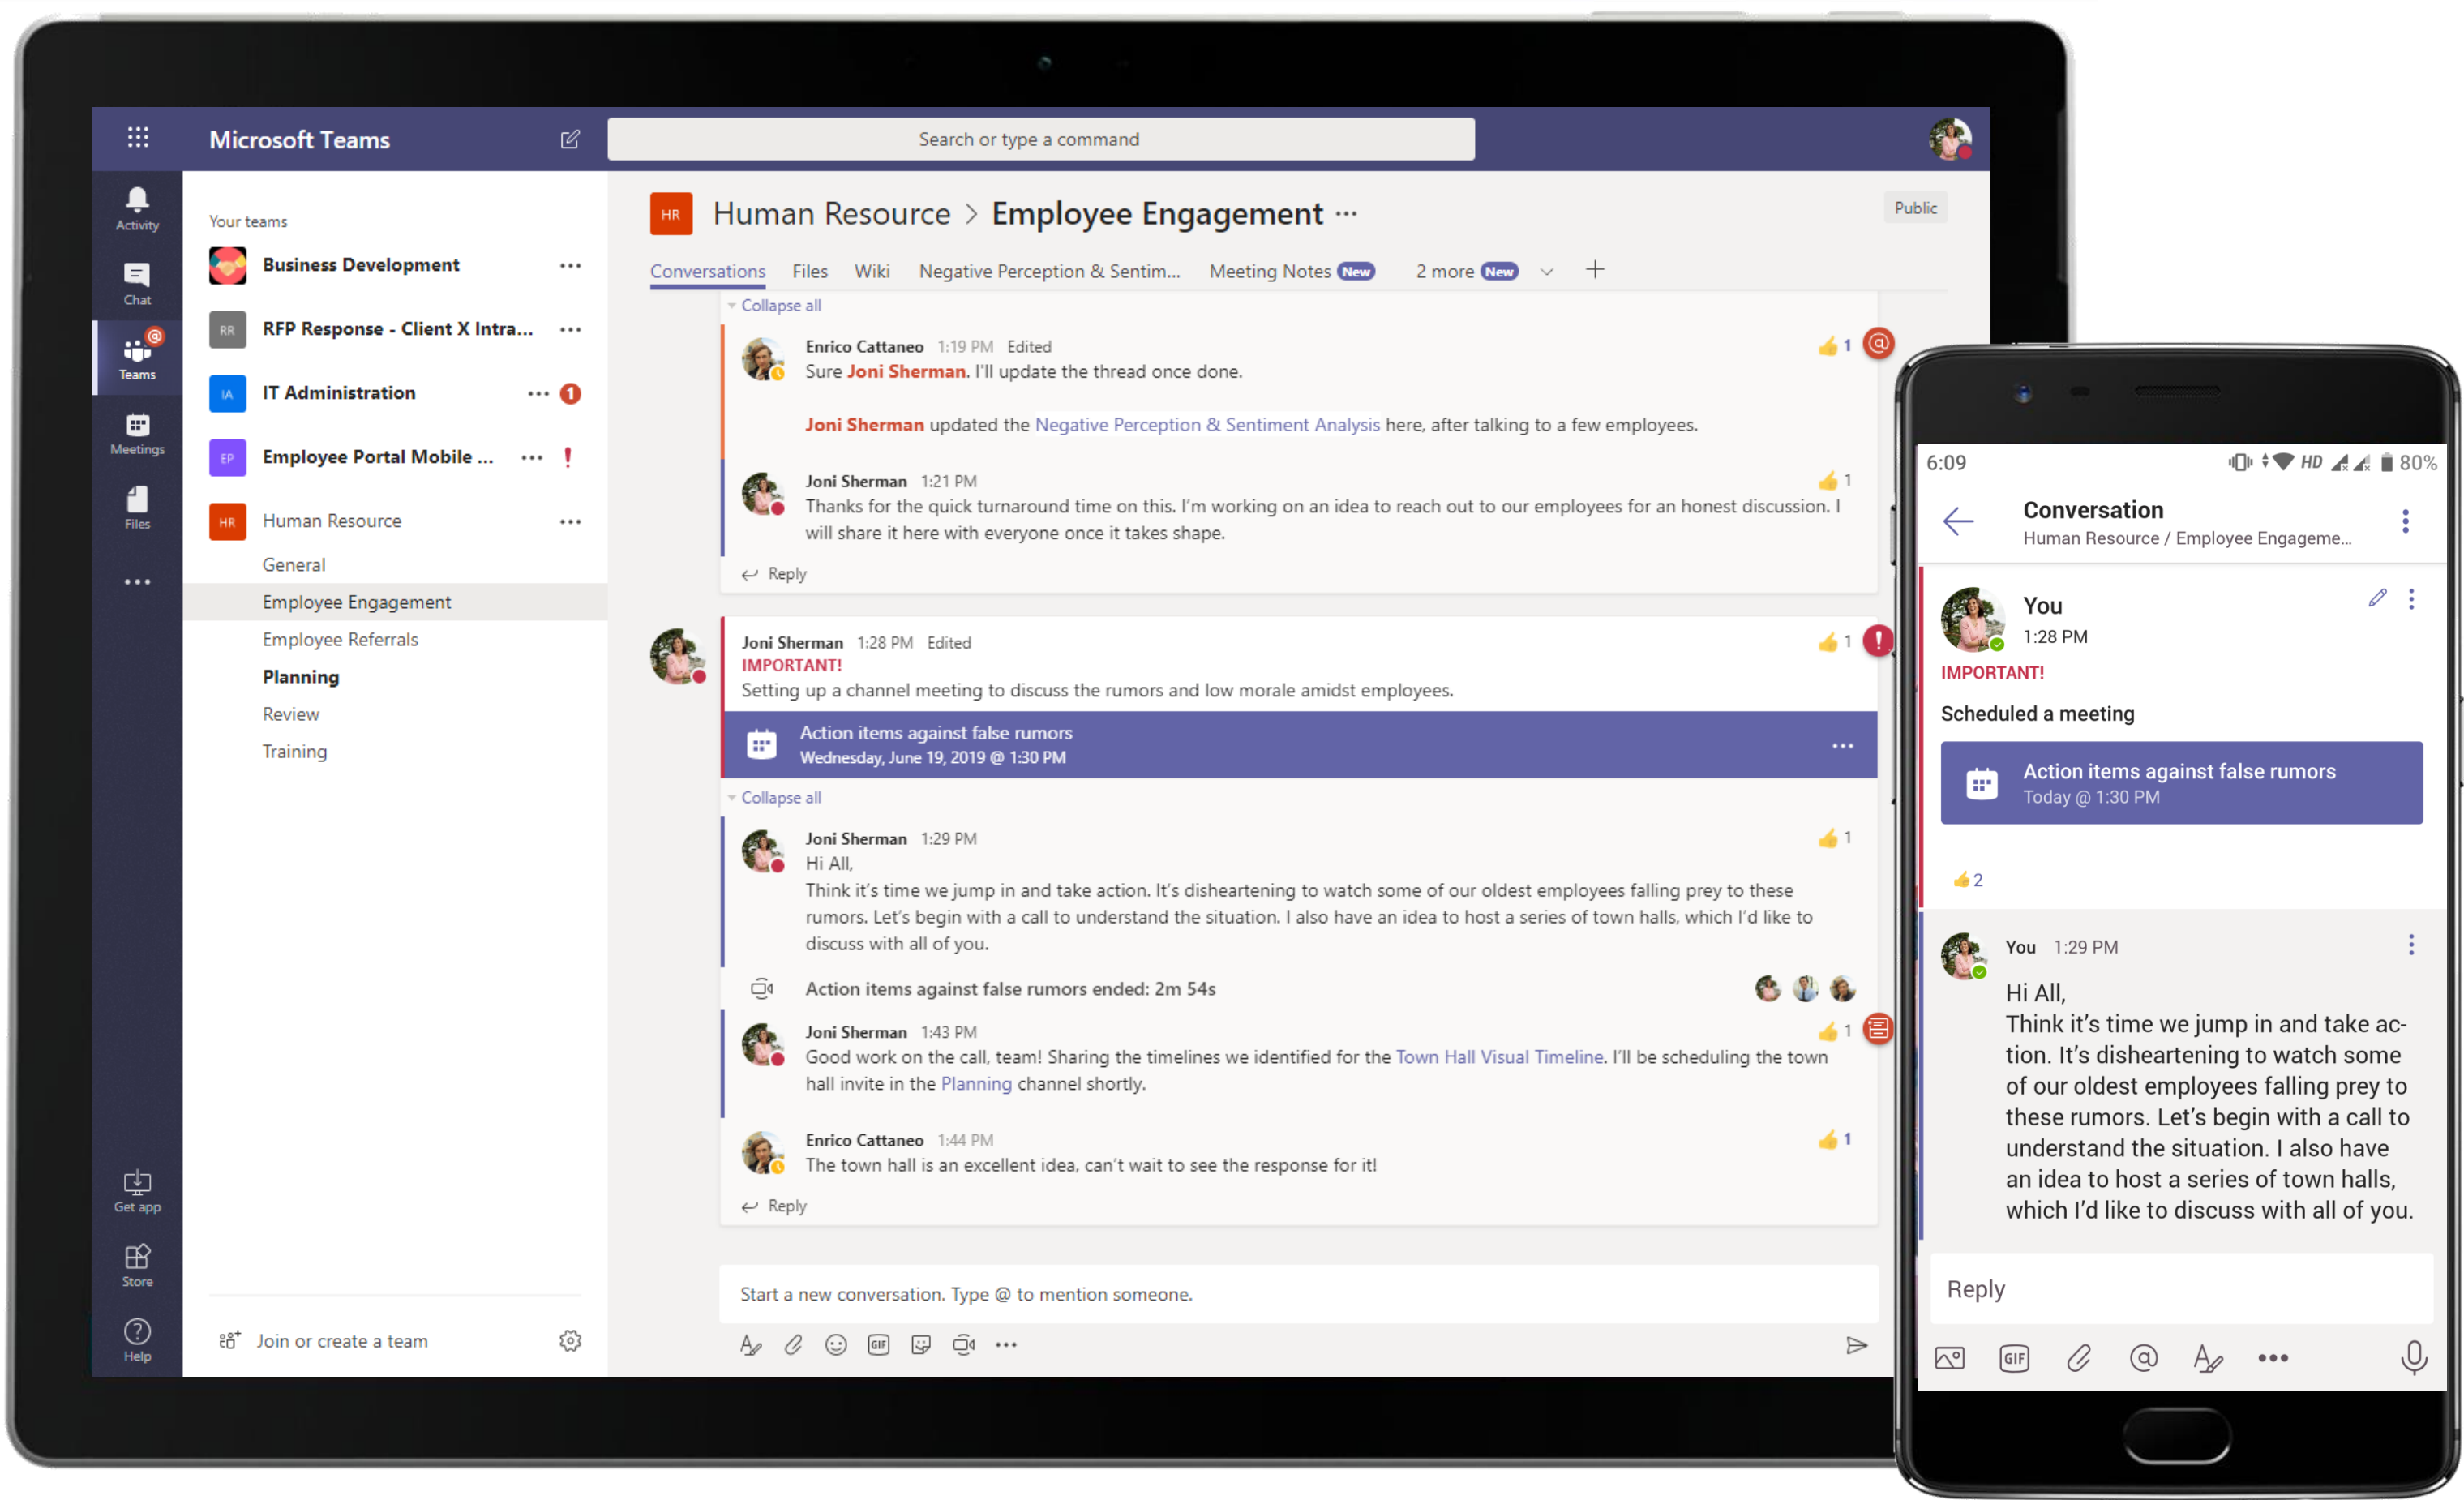 Microsoft Teams
Search or type a command
Activity
Chat
Teams
Meetings
Files
Get app
Store
Help
Your teams
Business Development
RR
RFP Response - Client X Intra...
IA
IT Administration
1
EP
Employee Portal Mobile ...
!
HR
Human Resource
General
Employee Engagement
Employee Referrals
Planning
Review
Training
Join or create a team
HR
Human Resource > Employee Engagement
Public
Conversations Files Wiki Negative Perception & Sentim... Meeting Notes New 2 more New
Collapse all
Enrico Cattaneo 1:19 PM Edited
1
@
Sure Joni Sherman. I'll update the thread once done.
Joni Sherman updated the Negative Perception & Sentiment Analysis here, after talking to a few employees.
Joni Sherman 1:21 PM
1
Thanks for the quick turnaround time on this. I'm working on an idea to reach out to our employees for an honest discussion. I
will share it here with everyone once it takes shape.
Reply
Joni Sherman 1:28 PM Edited
1
!
IMPORTANT!
Setting up a channel meeting to discuss the rumors and low morale amidst employees.
Action items against false rumors
Wednesday, June 19, 2019 @ 1:30 PM
Collapse all
Joni Sherman 1:29 PM
1
Hi All,
Think it's time we jump in and take action. It's disheartening to watch some of our oldest employees falling prey to these
rumors. Let's begin with a call to understand the situation. I also have an idea to host a series of town halls, which I'd like to
discuss with all of you.
Action items against false rumors ended: 2m 54s
Joni Sherman 1:43 PM
1
Good work on the call, team! Sharing the timelines we identified for the Town Hall Visual Timeline. I'll be scheduling the town
hall invite in the Planning channel shortly.
Enrico Cattaneo 1:44 PM
1
The town hall is an excellent idea, can't wait to see the response for it!
Reply
Start a new conversation. Type @ to mention someone.
GIF
6:09
HD
80%
Conversation
Human Resource / Employee Engageme...
You
1:28 PM
IMPORTANT!
Scheduled a meeting
Action items against false rumors
Today @ 1:30 PM
2
You 1:29 PM
Hi All,
Think it's time we jump in and take ac-
tion. It's disheartening to watch some
of our oldest employees falling prey to
these rumors. Let's begin with a call to
understand the situation. I also have
an idea to host a series of town halls,
which I'd like to discuss with all of you.
Reply
GIF
@